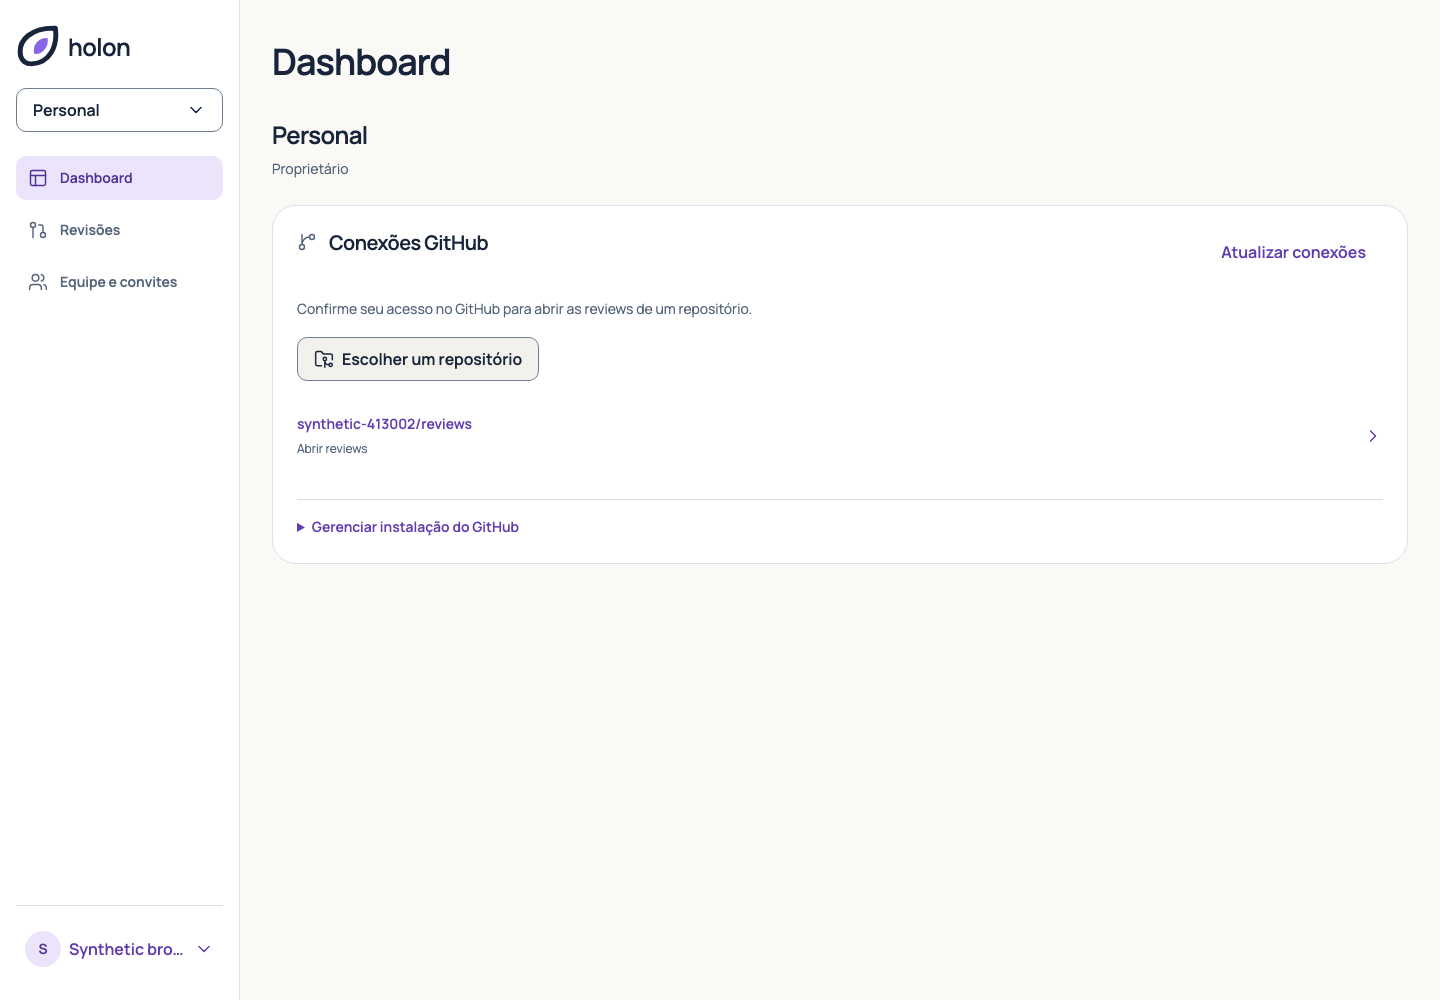 holon
Personal
Dashboard
Revisões
Equipe e convites
S
Synthetic bro...
Dashboard
Personal
Proprietário
Conexões GitHub
Atualizar conexões
Confirme seu acesso no GitHub para abrir as reviews de um repositório.
Escolher um repositório
synthetic-413002/reviews
Abrir reviews
Gerenciar instalação do GitHub